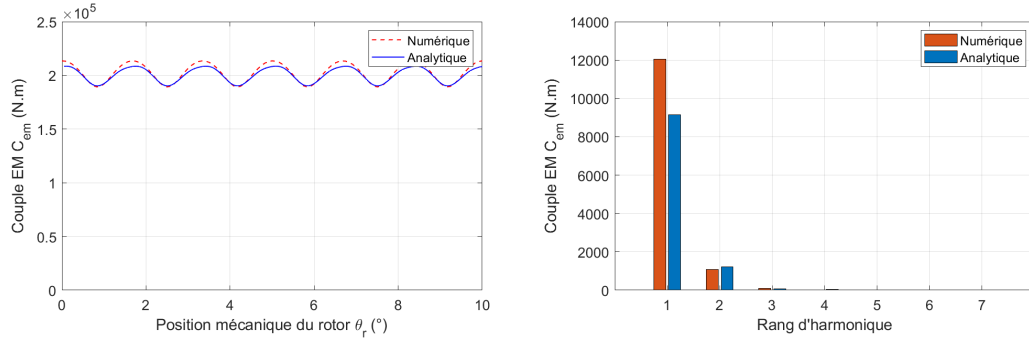 ×10⁵
2.5
2
1.5
1
0.5
0
0 2 4 6 8 10
Couple EM C_em (N.m)
Position mécanique du rotor θ_r (°)
Numérique
Analytique
14000
12000
10000
8000
6000
4000
2000
0
1 2 3 4 5 6 7
Couple EM C_em (N.m)
Rang d'harmonique
Numérique
Analytique